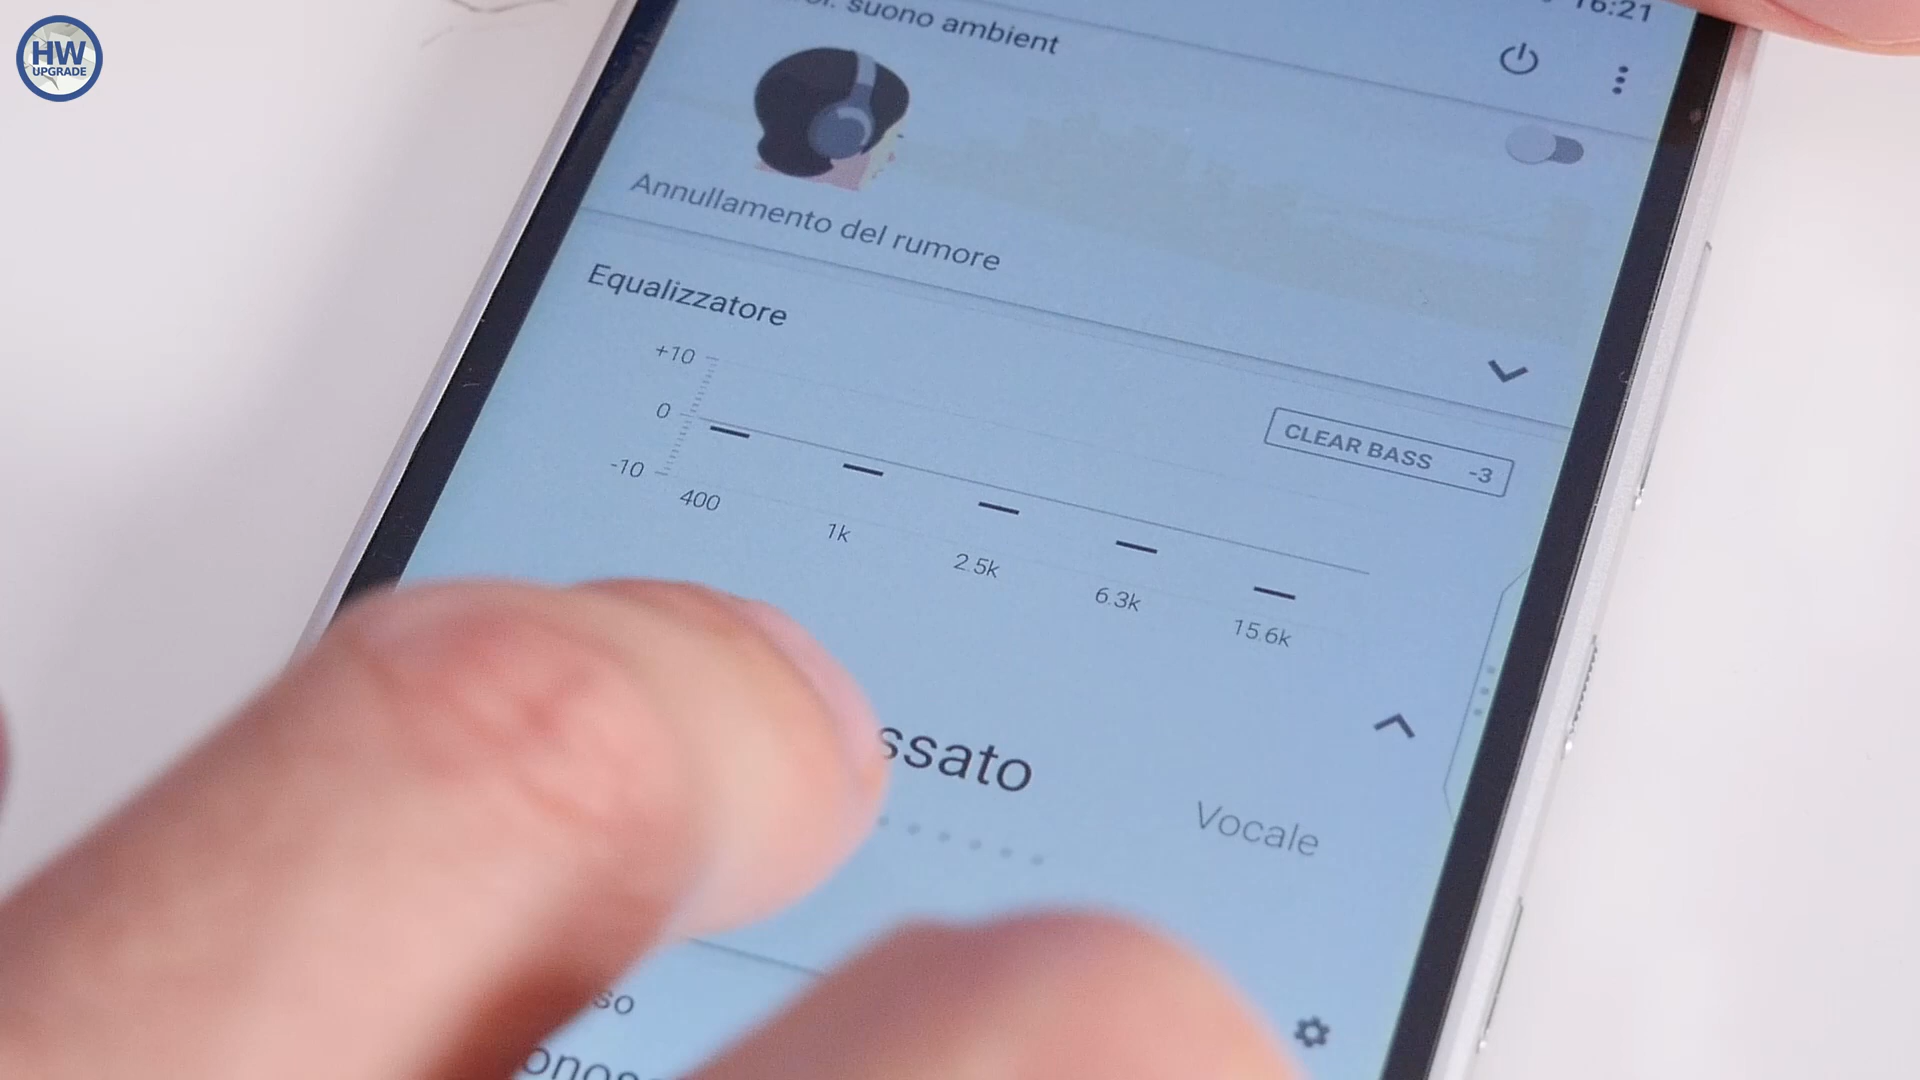 HW
UPGRADE
suono ambient
16:21
Annullamento del rumore
Equalizzatore
+10
0
-10
CLEAR BASS -3
400
1k
2.5k
6.3k
15.6k
ssato
Vocale
so